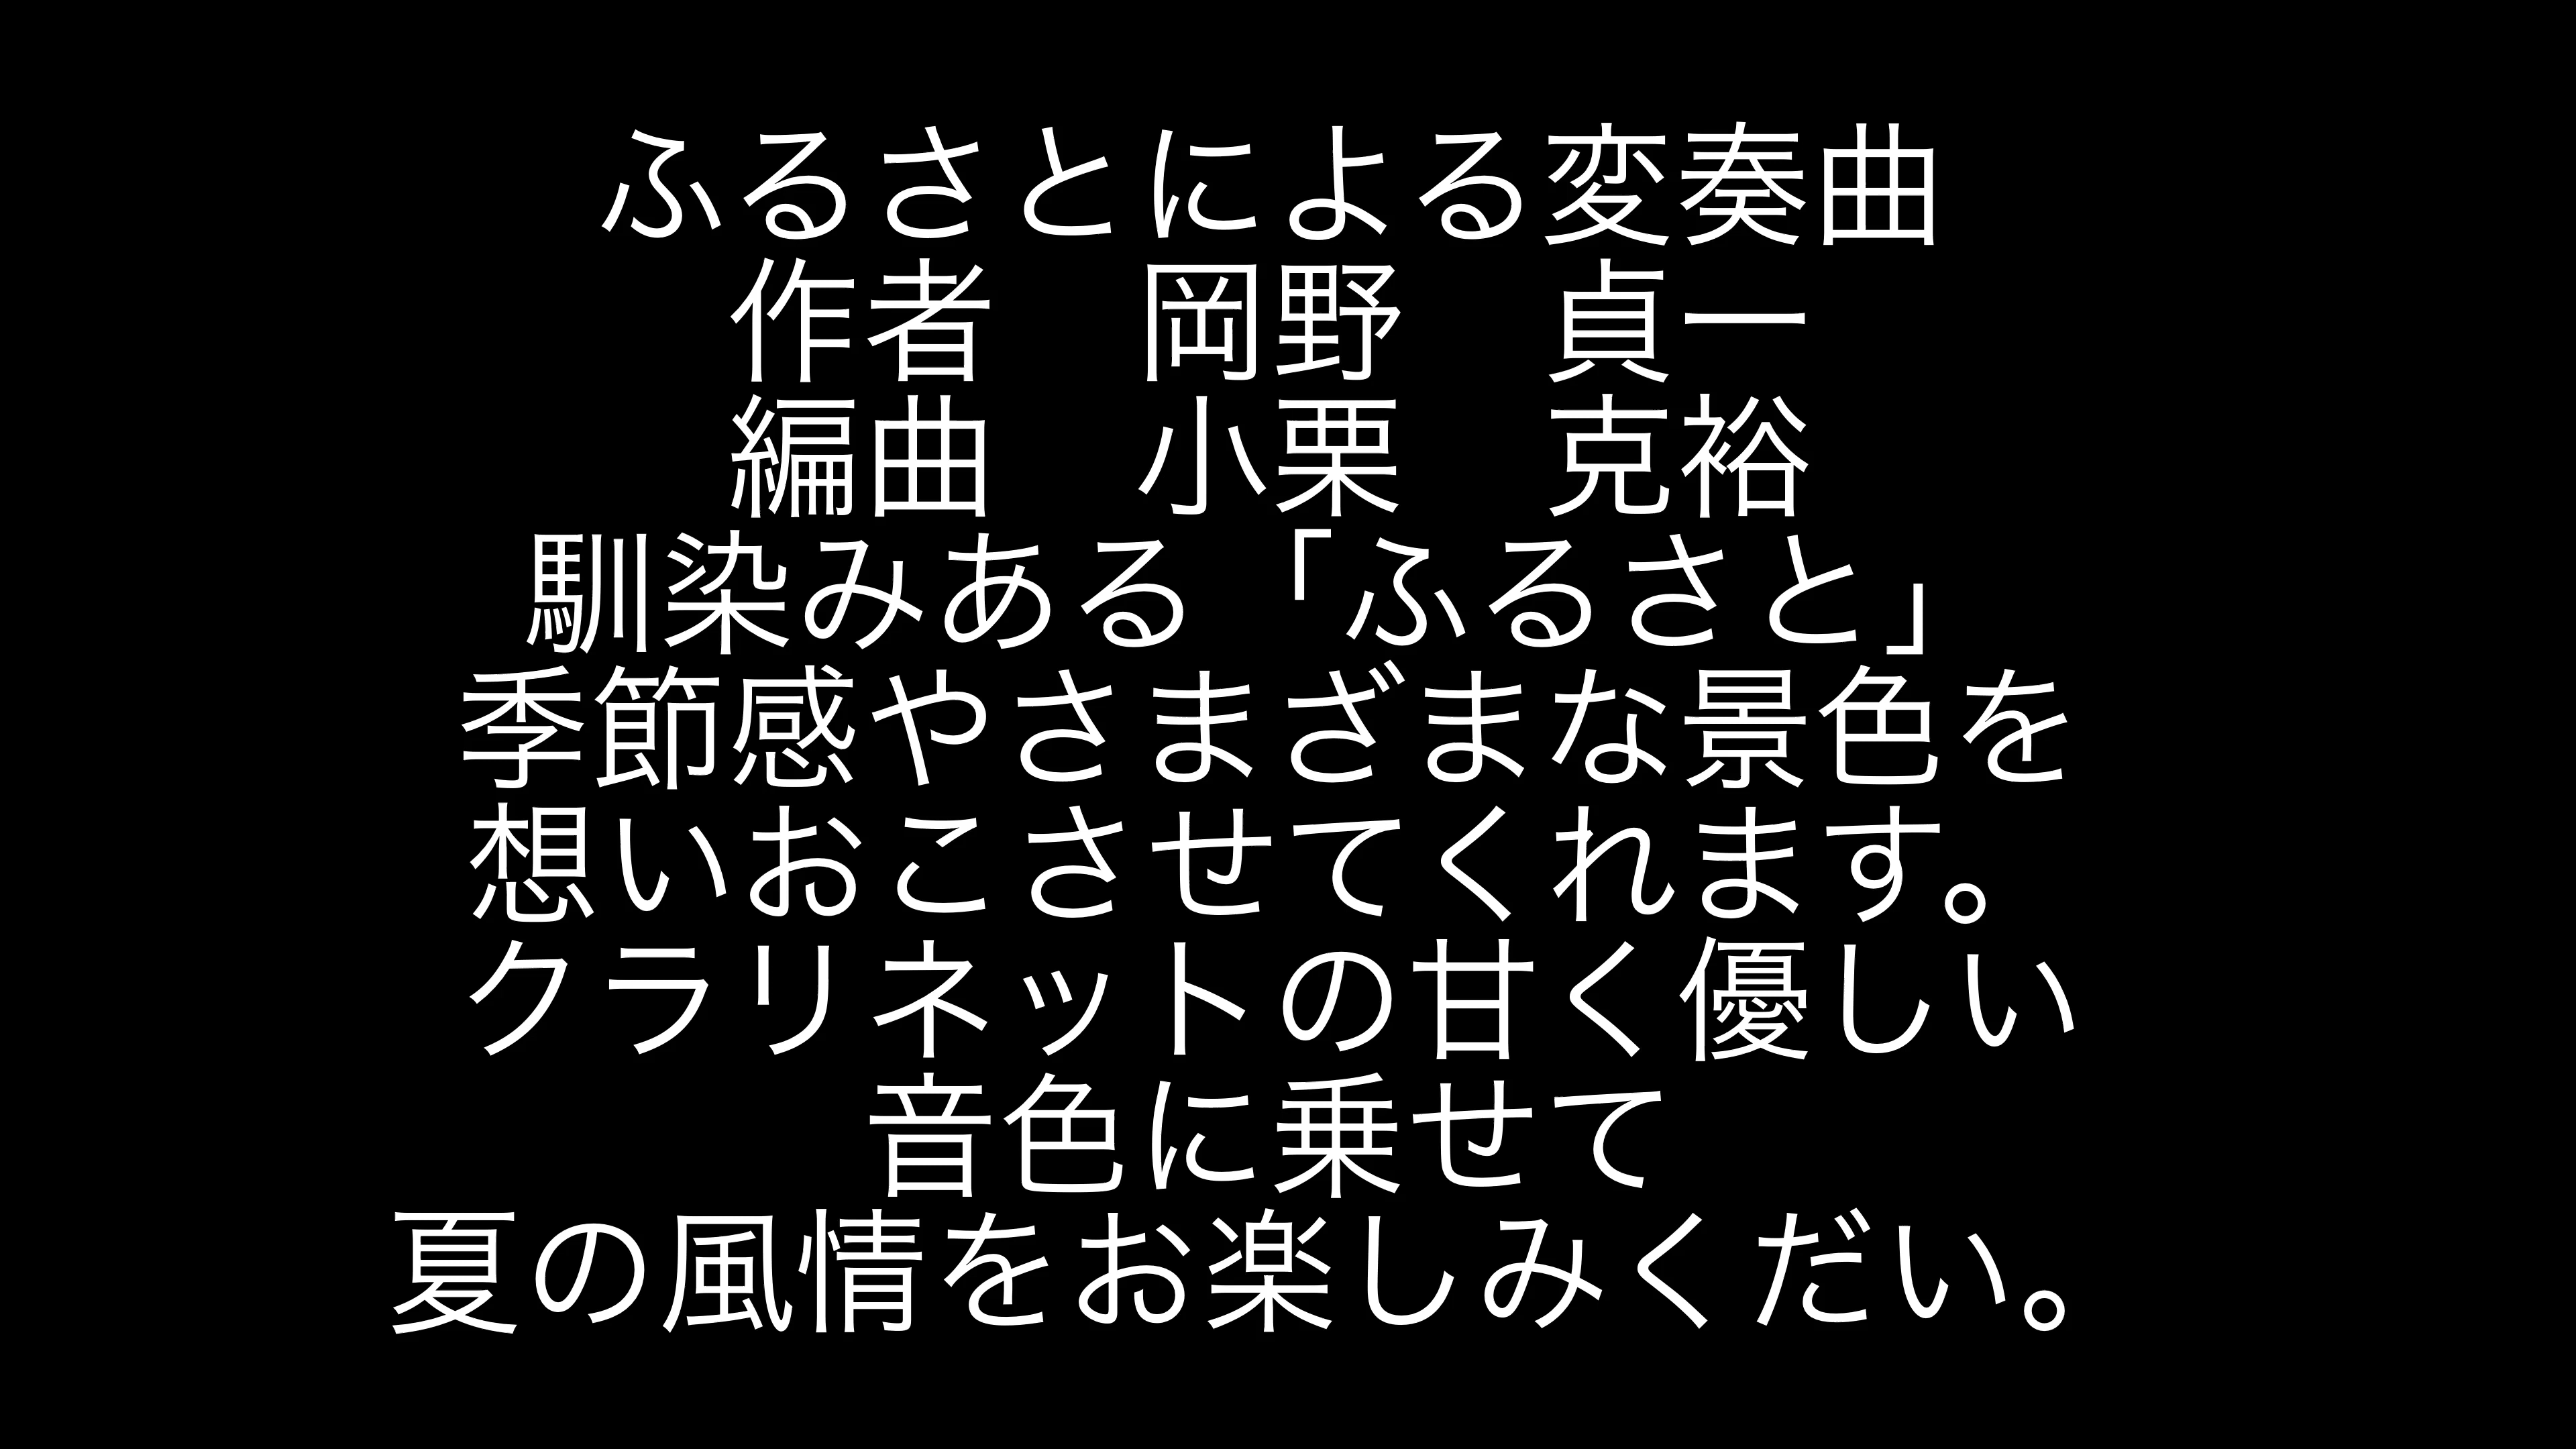 ふるさとによる変奏曲
作者　岡野　貞一
編曲　小栗　克裕
馴染みある「ふるさと」
季節感やさまざまな景色を
想いおこさせてくれます。
クラリネットの甘く優しい
音色に乗せて
夏の風情をお楽しみくだい。